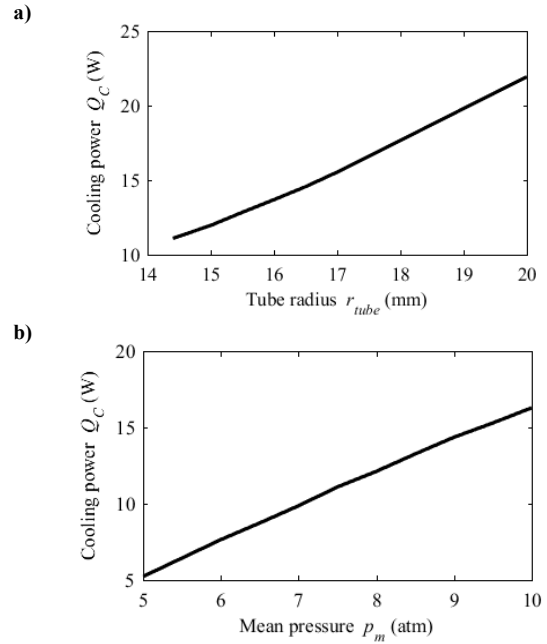 a)
25
20
15
10
Cooling power Q_C (W)
14 15 16 17 18 19 20
Tube radius r_tube (mm)
b)
20
15
10
5
Cooling power Q_C (W)
5 6 7 8 9 10
Mean pressure p_m (atm)